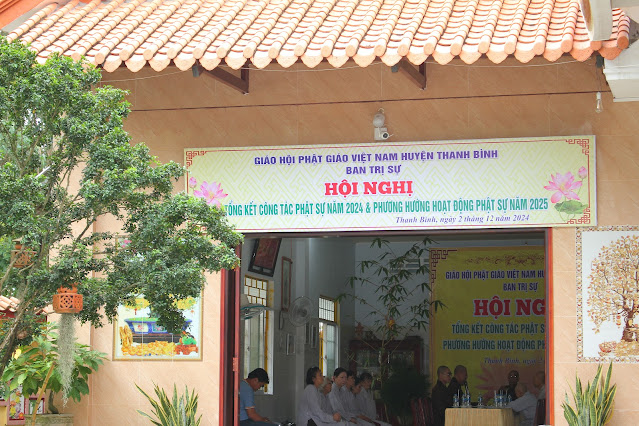 GIÁO HỘI PHẬT GIÁO VIỆT NAM HUYỆN THANH BÌNH
BAN TRỊ SỰ
HỘI NGHỊ
TỔNG KẾT CÔNG TÁC PHẬT SỰ NĂM 2024 & PHƯƠNG HƯỚNG HOẠT ĐỘNG PHẬT SỰ NĂM 2025
Thanh Bình, ngày 2 tháng 12 năm 2024
GIÁO HỘI PHẬT GIÁO VIỆT NAM
BAN TRỊ SỰ
HỘI NGHỊ
TỔNG KẾT CÔNG TÁC PHẬT S
PHƯƠNG HƯỚNG HOẠT ĐỘNG PH
Thanh Bình, ngày